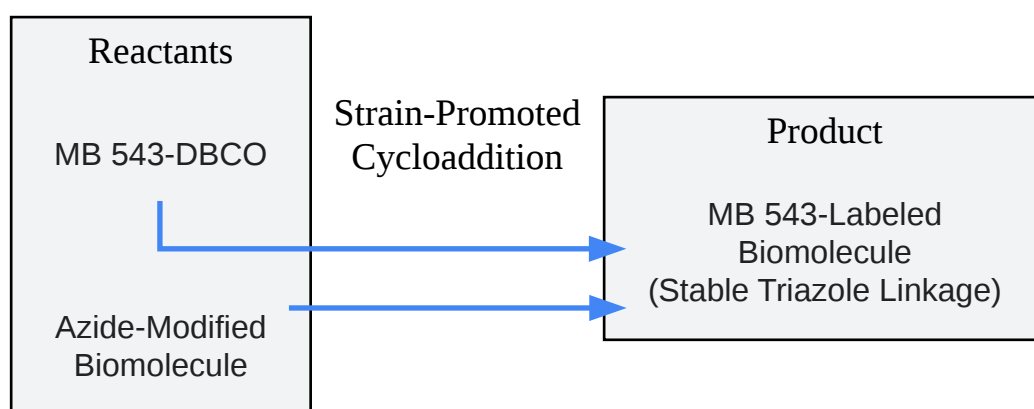 Reactants
MB 543-DBCO
Azide-Modified
Biomolecule
Strain-Promoted
Cycloaddition
Product
MB 543-Labeled
Biomolecule
(Stable Triazole Linkage)